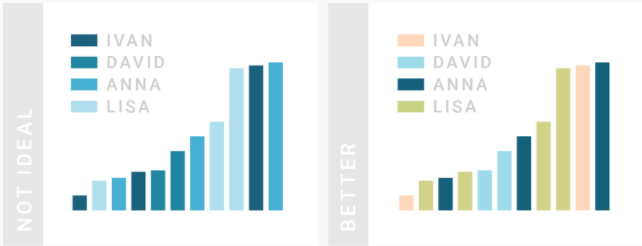 NOT IDEAL
IVAN
DAVID
ANNA
LISA
BETTER
IVAN
DAVID
ANNA
LISA